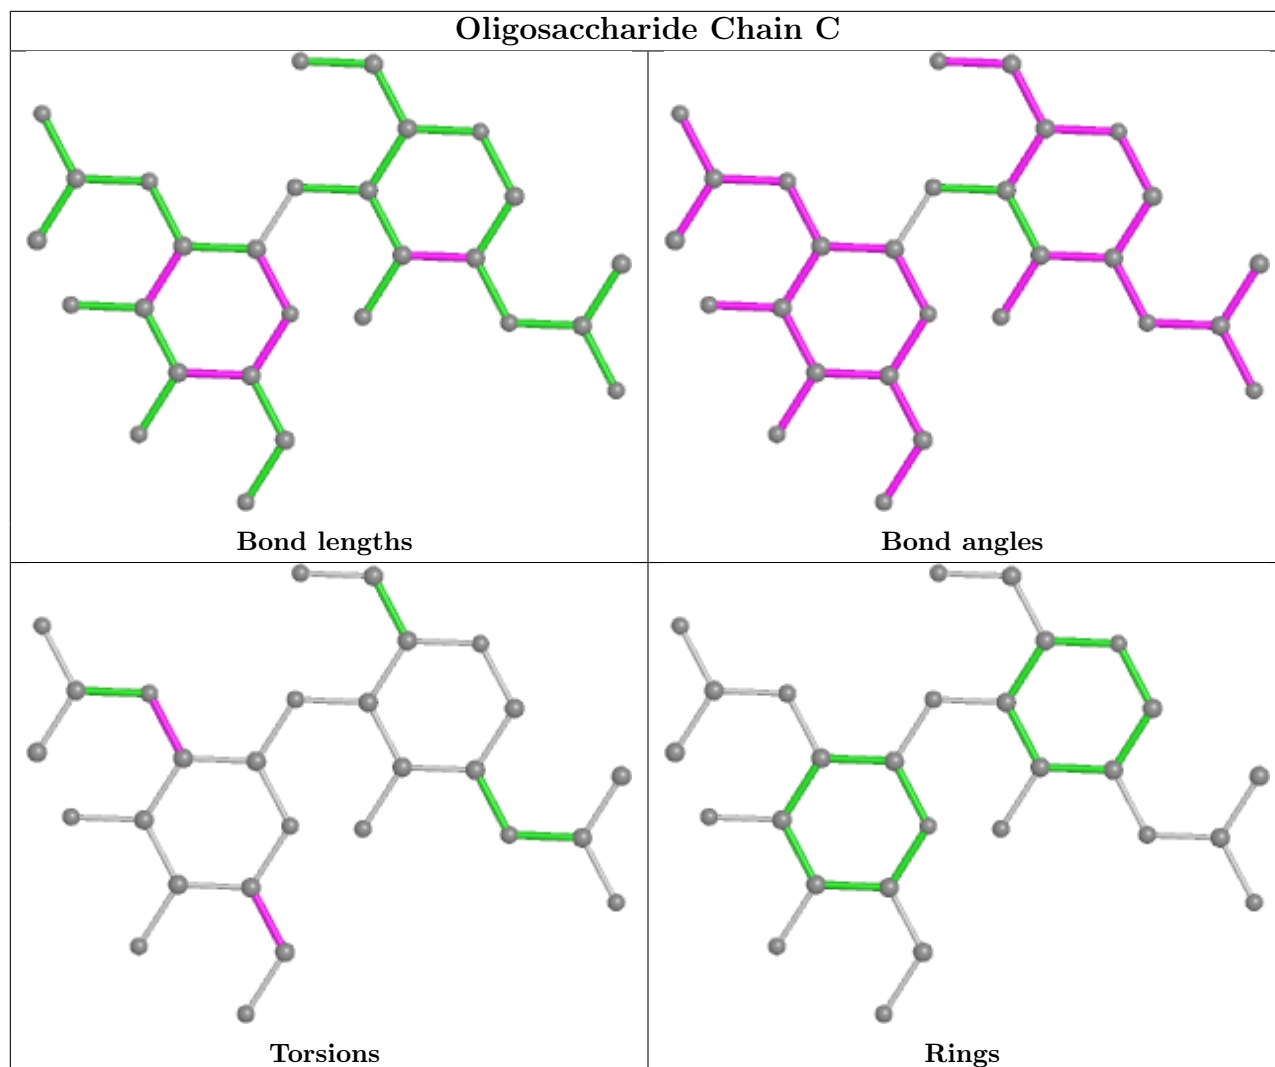 Oligosaccharide Chain C
Bond lengths
Bond angles
Torsions
Rings